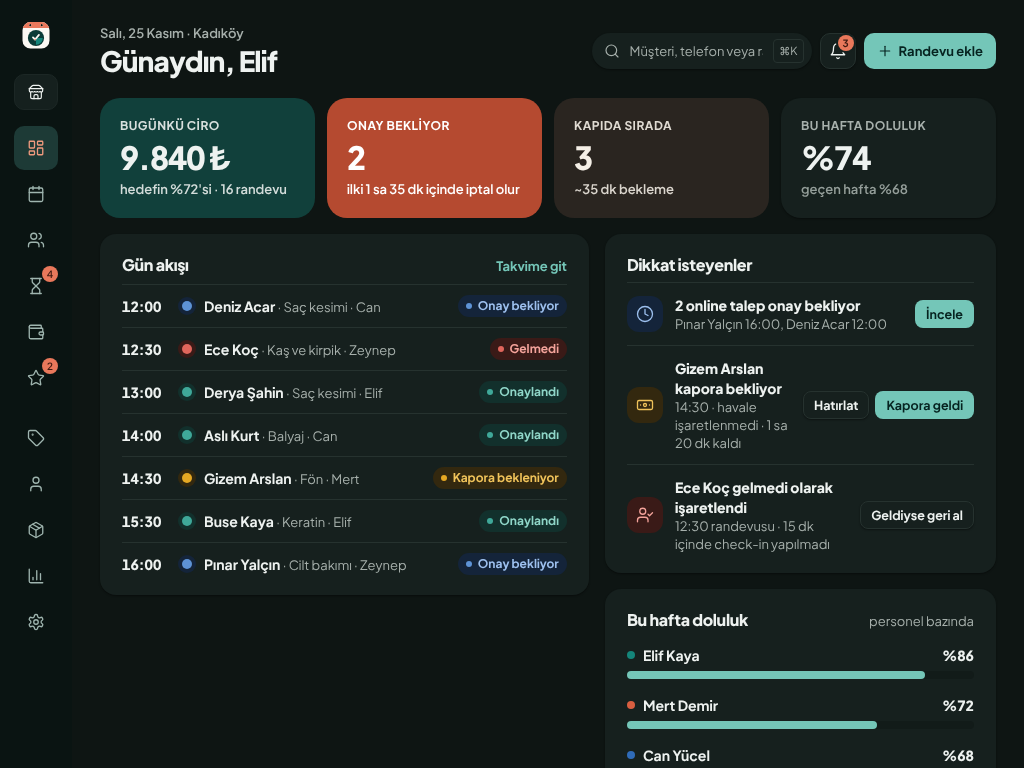 Salı, 25 Kasım · Kadıköy
Günaydın, Elif
Müşteri, telefon veya r
⌘K
3
+ Randevu ekle
BUGÜNKÜ CİRO
9.840 ₺
hedefin %72'si · 16 randevu
ONAY BEKLİYOR
2
ilki 1 sa 35 dk içinde iptal olur
KAPIDA SIRADA
3
~35 dk bekleme
BU HAFTA DOLULUK
%74
geçen hafta %68
4
2
Gün akışı
Takvime git
12:00 Deniz Acar · Saç kesimi · Can Onay bekliyor
12:30 Ece Koç · Kaş ve kirpik · Zeynep Gelmedi
13:00 Derya Şahin · Saç kesimi · Elif Onaylandı
14:00 Aslı Kurt · Balyaj · Can Onaylandı
14:30 Gizem Arslan · Fön · Mert Kapora bekleniyor
15:30 Buse Kaya · Keratin · Elif Onaylandı
16:00 Pınar Yalçın · Cilt bakımı · Zeynep Onay bekliyor
Dikkat isteyenler
2 online talep onay bekliyor
Pınar Yalçın 16:00, Deniz Acar 12:00
İncele
Gizem Arslan
kapora bekliyor
14:30 · havale
işaretlenmedi · 1 sa
20 dk kaldı
Hatırlat
Kapora geldi
Ece Koç gelmedi olarak
işaretlendi
12:30 randevusu · 15 dk
içinde check-in yapılmadı
Geldiyse geri al
Bu hafta doluluk
personel bazında
Elif Kaya %86
Mert Demir %72
Can Yücel %68